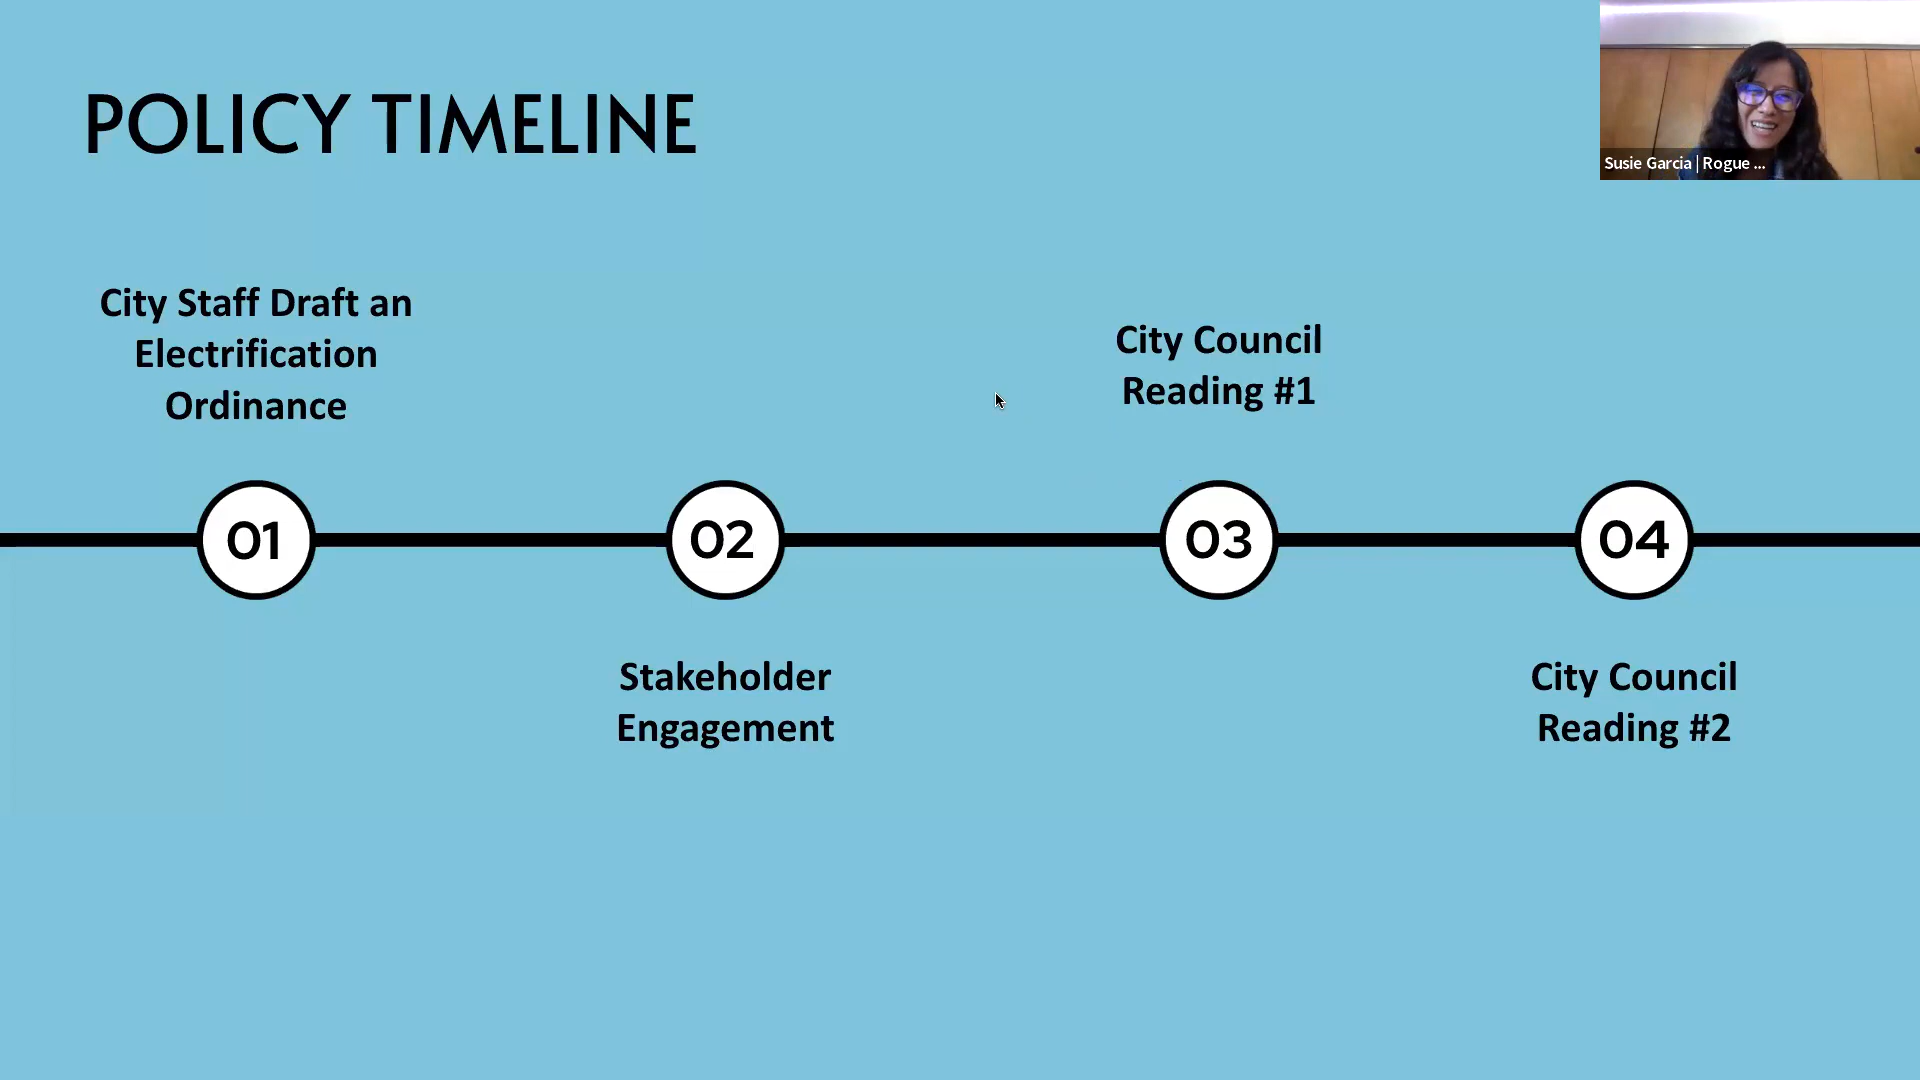 POLICY TIMELINE
Susie Garcia | Rogue ...
City Staff Draft an
Electrification
Ordinance
City Council
Reading #1
01
02
03
04
Stakeholder
Engagement
City Council
Reading #2